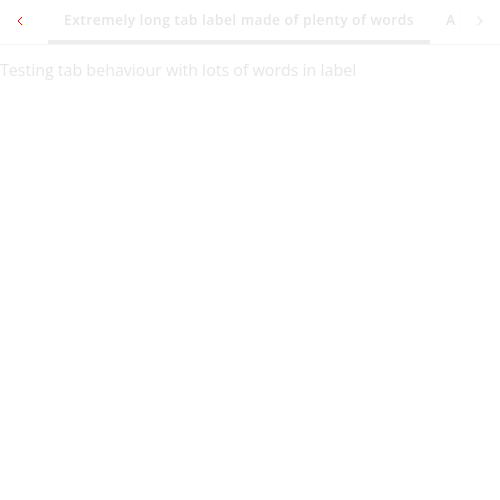 Extremely long tab label made of plenty of words A
Testing tab behaviour with lots of words in label